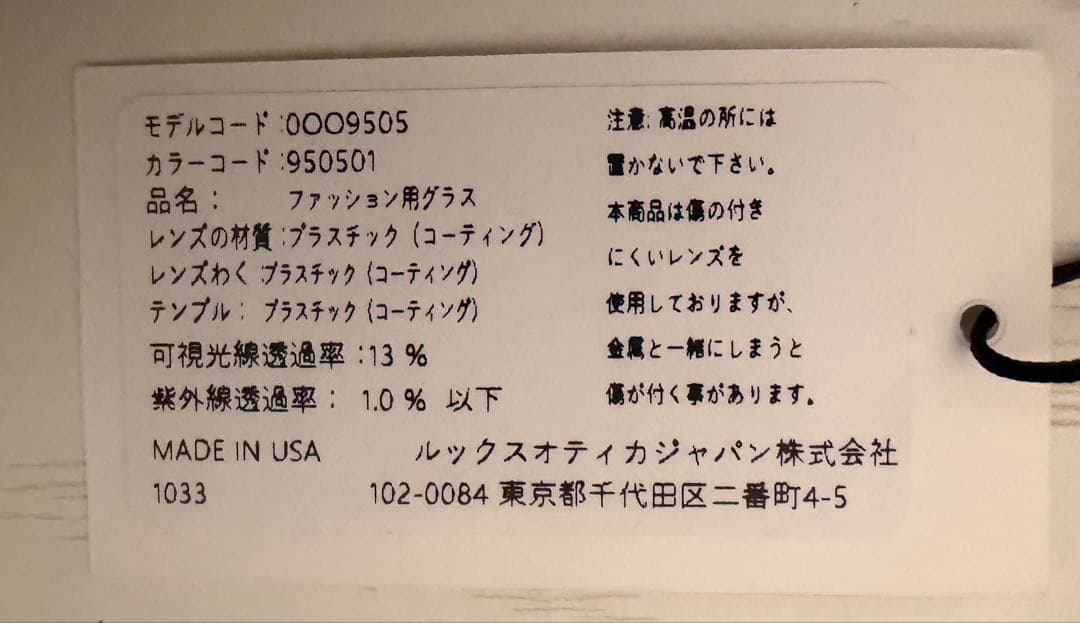 モデルコード:0OO9505
カラーコード:950501
品名: ファッション用グラス
レンズの材質:プラスチック(コーティング)
レンズわく:プラスチック(コーティング)
テンプル: プラスチック(コーティング)
可視光線透過率:13 %
紫外線透過率: 1.0 % 以下
注意:高温の所には
置かないで下さい。
本商品は傷の付き
にくいレンズを
使用しておりますが、
金属と一緒にしまうと
傷が付く事があります。
MADE IN USA ルックスオティカジャパン株式会社
1033 102-0084 東京都千代田区二番町4-5